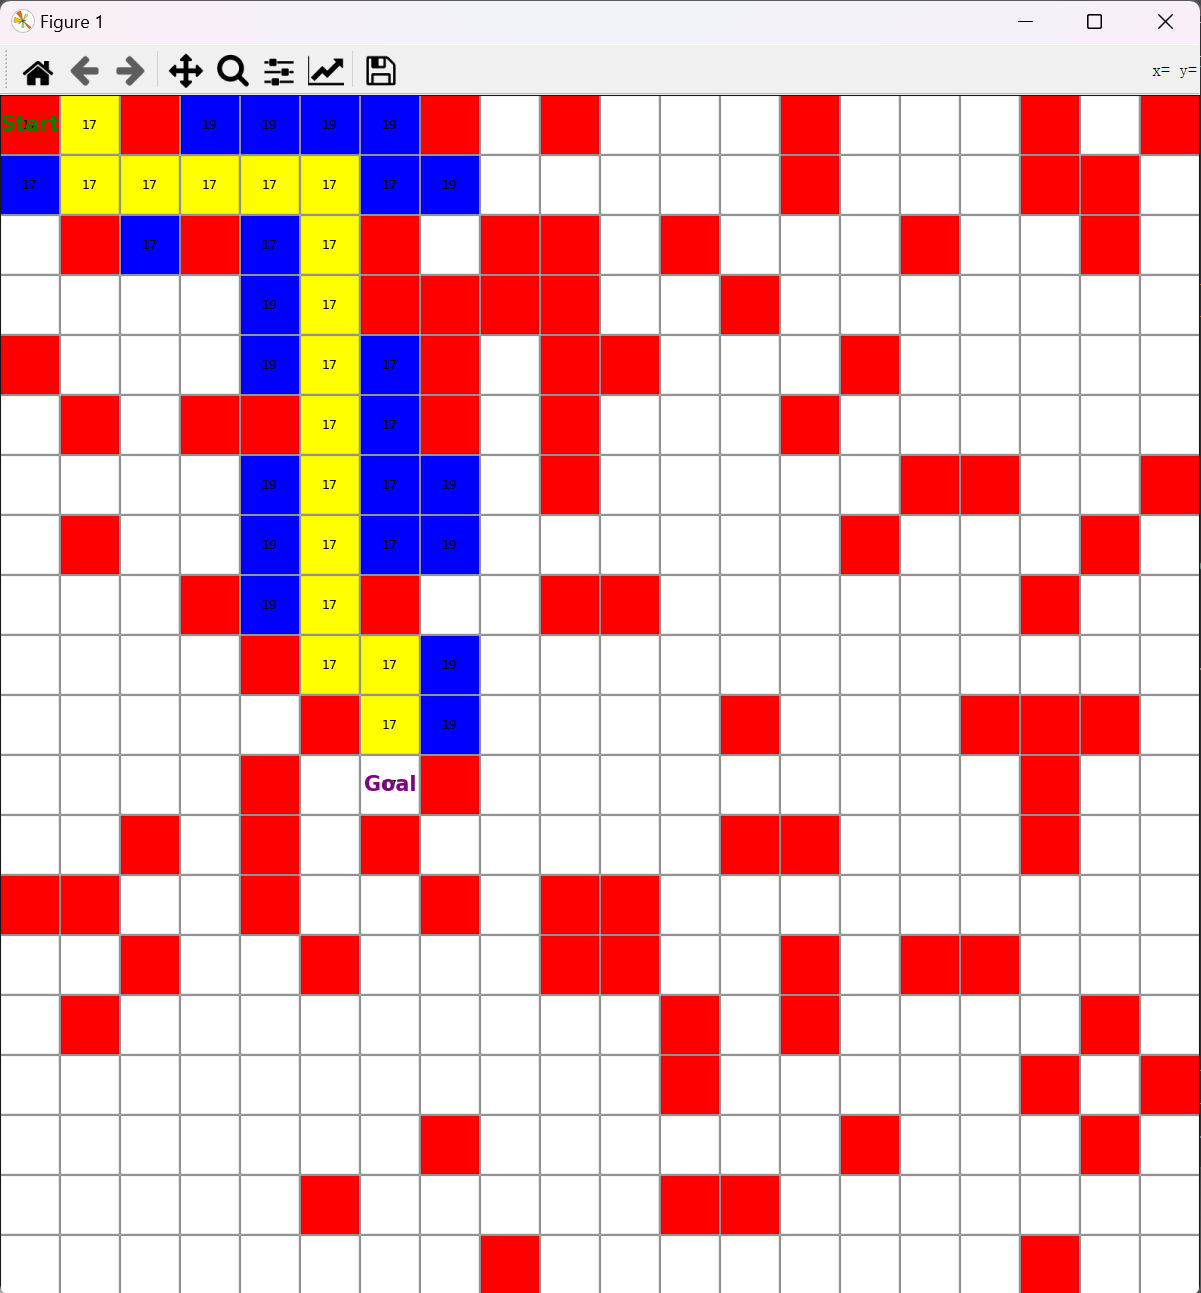 Figure 1
x= y=
Start 17 19 19 19 19
17 17 17 17 17 17 17 19
17 17 17
19 17
19 17 17
17 17
19 17 17 19
19 17 17 19
19 17
17 17 19
17 19
Goal